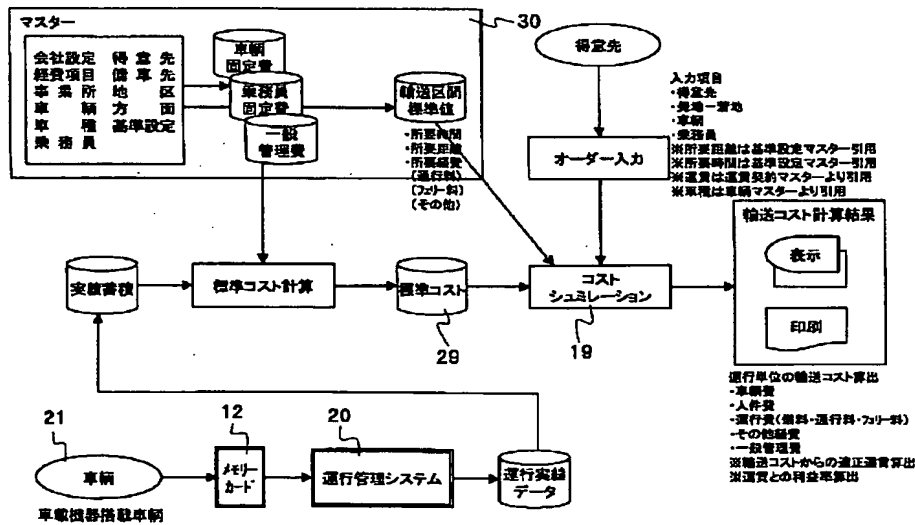 マスター
30
会社設定 得意先
経費項目 傭車先
事業所 地区
車輌 方面
車種 基準設定
乗務員
車輌
固定費
乗務員
固定費
一般
管理費
輸送区間
標準値
・所要時間
・所要距離
・所要経費
(運行料)
(フェリー料)
(その他)
得意先
オーダー入力
入力項目
・得意先
・発地－着地
・車輌
・乗務員
※所要距離は基準設定マスター引用
※所要時間は基準設定マスター引用
※運賃は運賃契約マスターより引用
※車種は車輌マスターより引用
実績蓄積
標準コスト計算
標準コスト
29
コスト
シュミレーション
19
輸送コスト計算結果
表示
印刷
運行単位の輸送コスト算出
・車輌費
・人件費
・運行費(燃料・運行料・フェリー料)
・その他経費
・一般管理費
※輸送コストからの適正運賃算出
※運賃との利益率算出
21
車輌
車載機器搭載車輌
12
メモリー
カード
20
運行管理システム
運行実績
データ